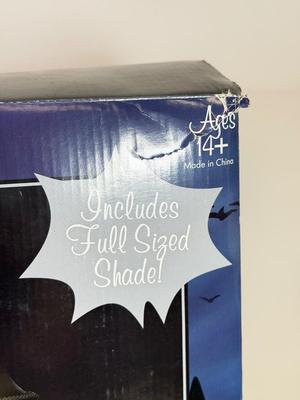 Ages
14+
Made in China
Includes
Full Sized
Shade!